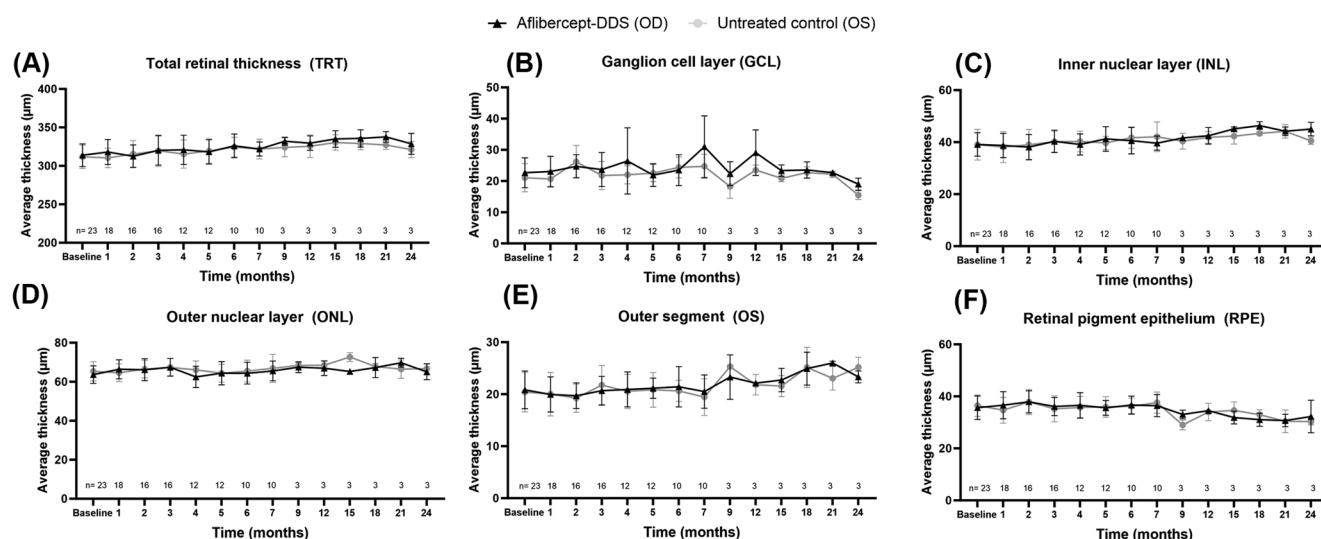 Aflibercept-DDS (OD) Untreated control (OS)
(A)
Total retinal thickness (TRT)
Average thickness (μm)
400
350
300
250
200
n= 23 18 16 16 12 12 10 10 3 3 3 3 3 3
Baseline 1 2 3 4 5 6 7 9 12 15 18 21 24
Time (months)
(B)
Ganglion cell layer (GCL)
Average thickness (μm)
50
40
30
20
10
0
n= 23 18 16 16 12 12 10 10 3 3 3 3 3 3
Baseline 1 2 3 4 5 6 7 9 12 15 18 21 24
Time (months)
(C)
Inner nuclear layer (INL)
Average thickness (μm)
60
40
20
0
n= 23 18 16 16 12 12 10 10 3 3 3 3 3 3
Baseline 1 2 3 4 5 6 7 9 12 15 18 21 24
Time (months)
(D)
Outer nuclear layer (ONL)
Average thickness (μm)
80
60
40
20
0
n= 23 18 16 16 12 12 10 10 3 3 3 3 3 3
Baseline 1 2 3 4 5 6 7 9 12 15 18 21 24
Time (months)
(E)
Outer segment (OS)
Average thickness (μm)
30
20
10
0
n= 23 18 16 16 12 12 10 10 3 3 3 3 3 3
Baseline 1 2 3 4 5 6 7 9 12 15 18 21 24
Time (months)
(F)
Retinal pigment epithelium (RPE)
Average thickness (μm)
60
40
20
0
n= 23 18 16 16 12 12 10 10 3 3 3 3 3 3
Baseline 1 2 3 4 5 6 7 9 12 15 18 21 24
Time (months)